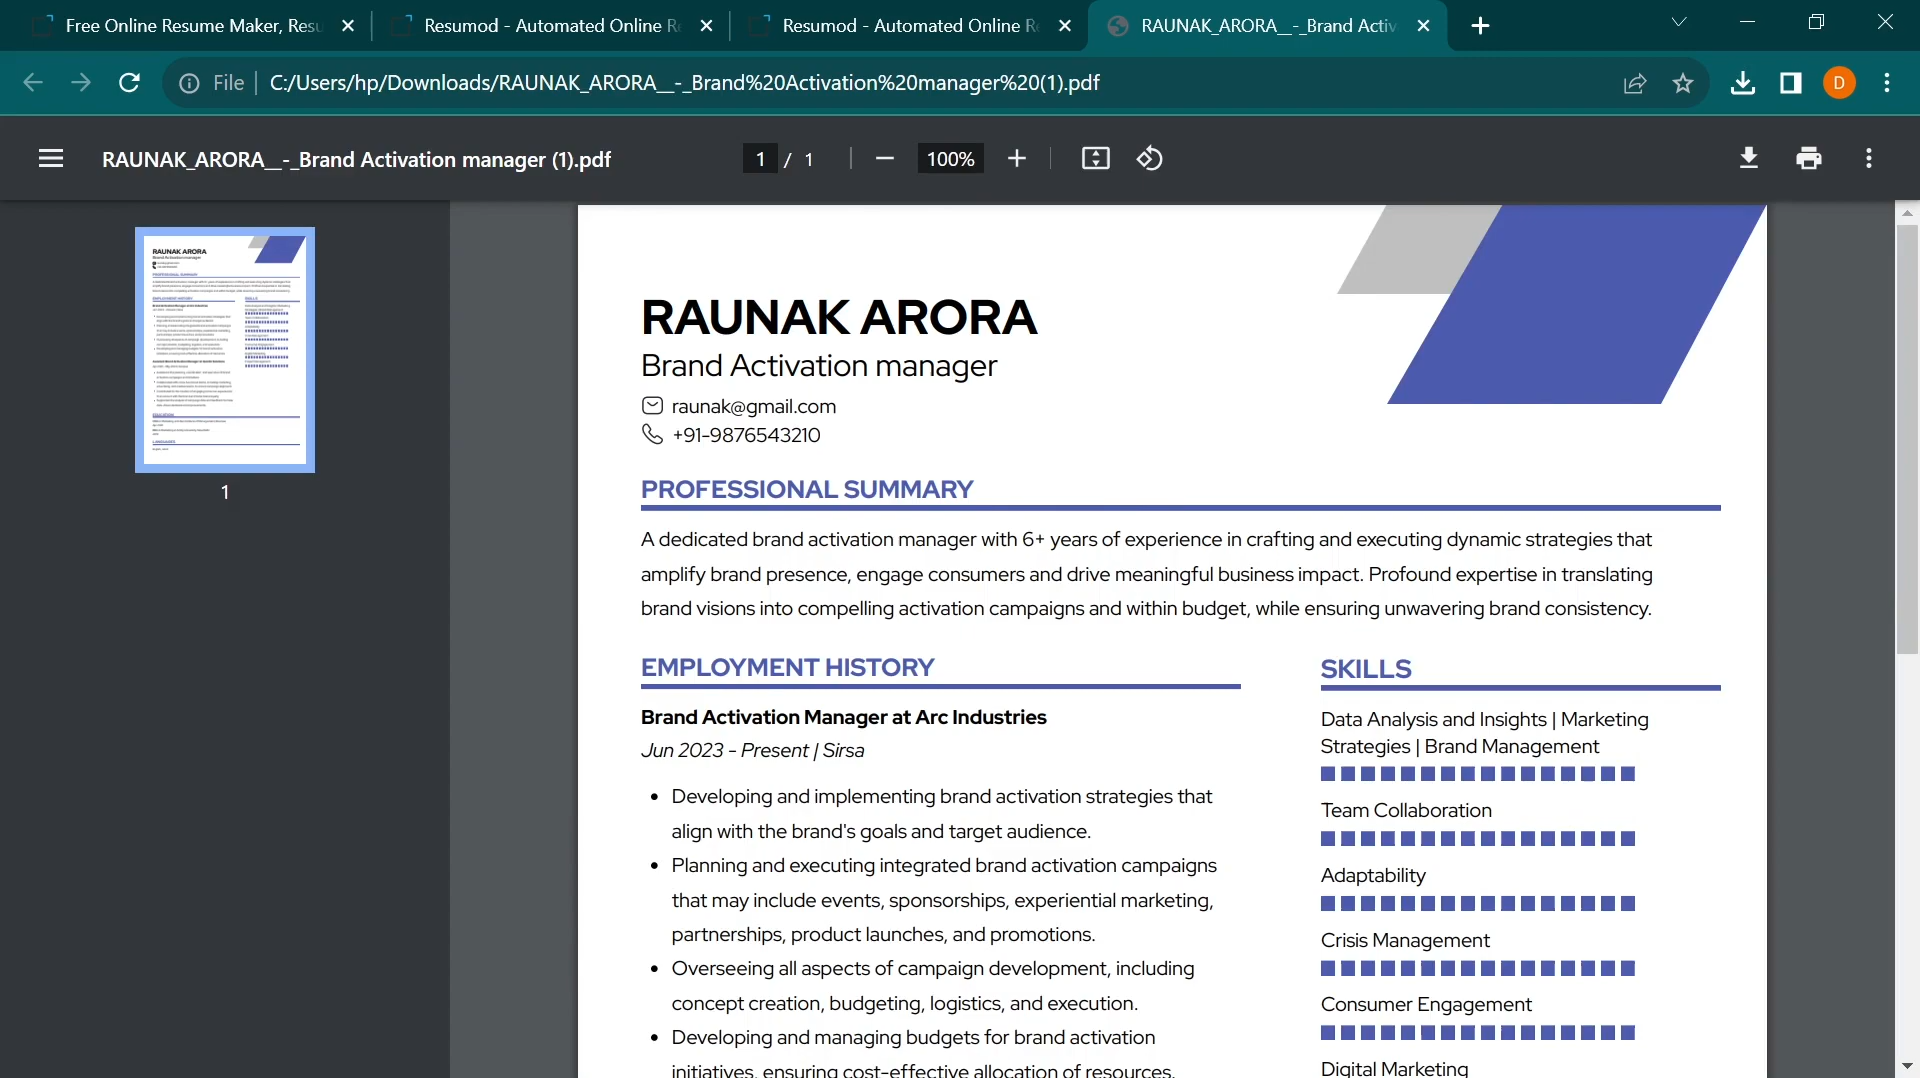 Free Online Resume Maker, Resu
Resumod - Automated Online Re
Resumod - Automated Online Re
RAUNAK_ARORA__-_Brand Activ
File
C:/Users/hp/Downloads/RAUNAK_ARORA__-_Brand%20Activation%20manager%20(1).pdf
D
RAUNAK_ARORA__-_Brand Activation manager (1).pdf
1 / 1
100%
1
RAUNAK ARORA
Brand Activation manager
raunak@gmail.com
+91-9876543210
PROFESSIONAL SUMMARY
A dedicated brand activation manager with 6+ years of experience in crafting and executing dynamic strategies that
amplify brand presence, engage consumers and drive meaningful business impact. Profound expertise in translating
brand visions into compelling activation campaigns and within budget, while ensuring unwavering brand consistency.
EMPLOYMENT HISTORY
Brand Activation Manager at Arc Industries
Jun 2023 - Present | Sirsa
• Developing and implementing brand activation strategies that
align with the brand's goals and target audience.
• Planning and executing integrated brand activation campaigns
that may include events, sponsorships, experiential marketing,
partnerships, product launches, and promotions.
• Overseeing all aspects of campaign development, including
concept creation, budgeting, logistics, and execution.
• Developing and managing budgets for brand activation
initiatives, ensuring cost-effective allocation of resources.
SKILLS
Data Analysis and Insights | Marketing
Strategies | Brand Management
Team Collaboration
Adaptability
Crisis Management
Consumer Engagement
Digital Marketing